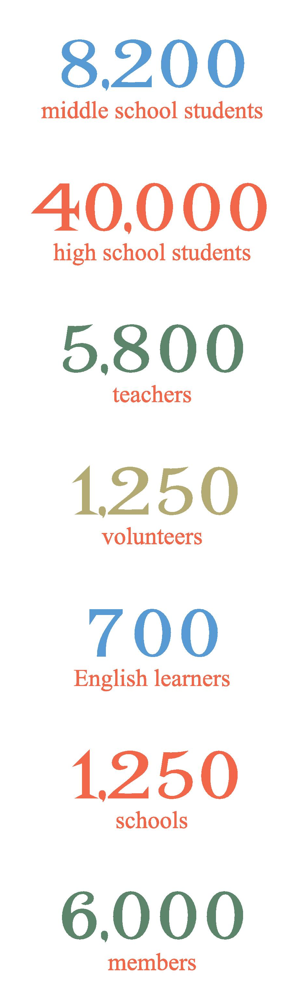 8,200
middle school students
40,000
high school students
5,800
teachers
1,250
volunteers
700
English learners
1,250
schools
6,000
members